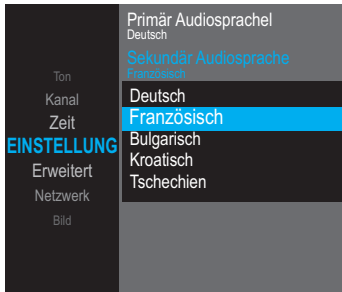 Ton
Kanal
Zeit
EINSTELLUNG
Erweitert
Netzwerk
Bild
Primär Audiosprachel
Deutsch
Sekundär Audiosprache
Französisch
Deutsch
Französisch
Bulgarisch
Kroatisch
Tschechien